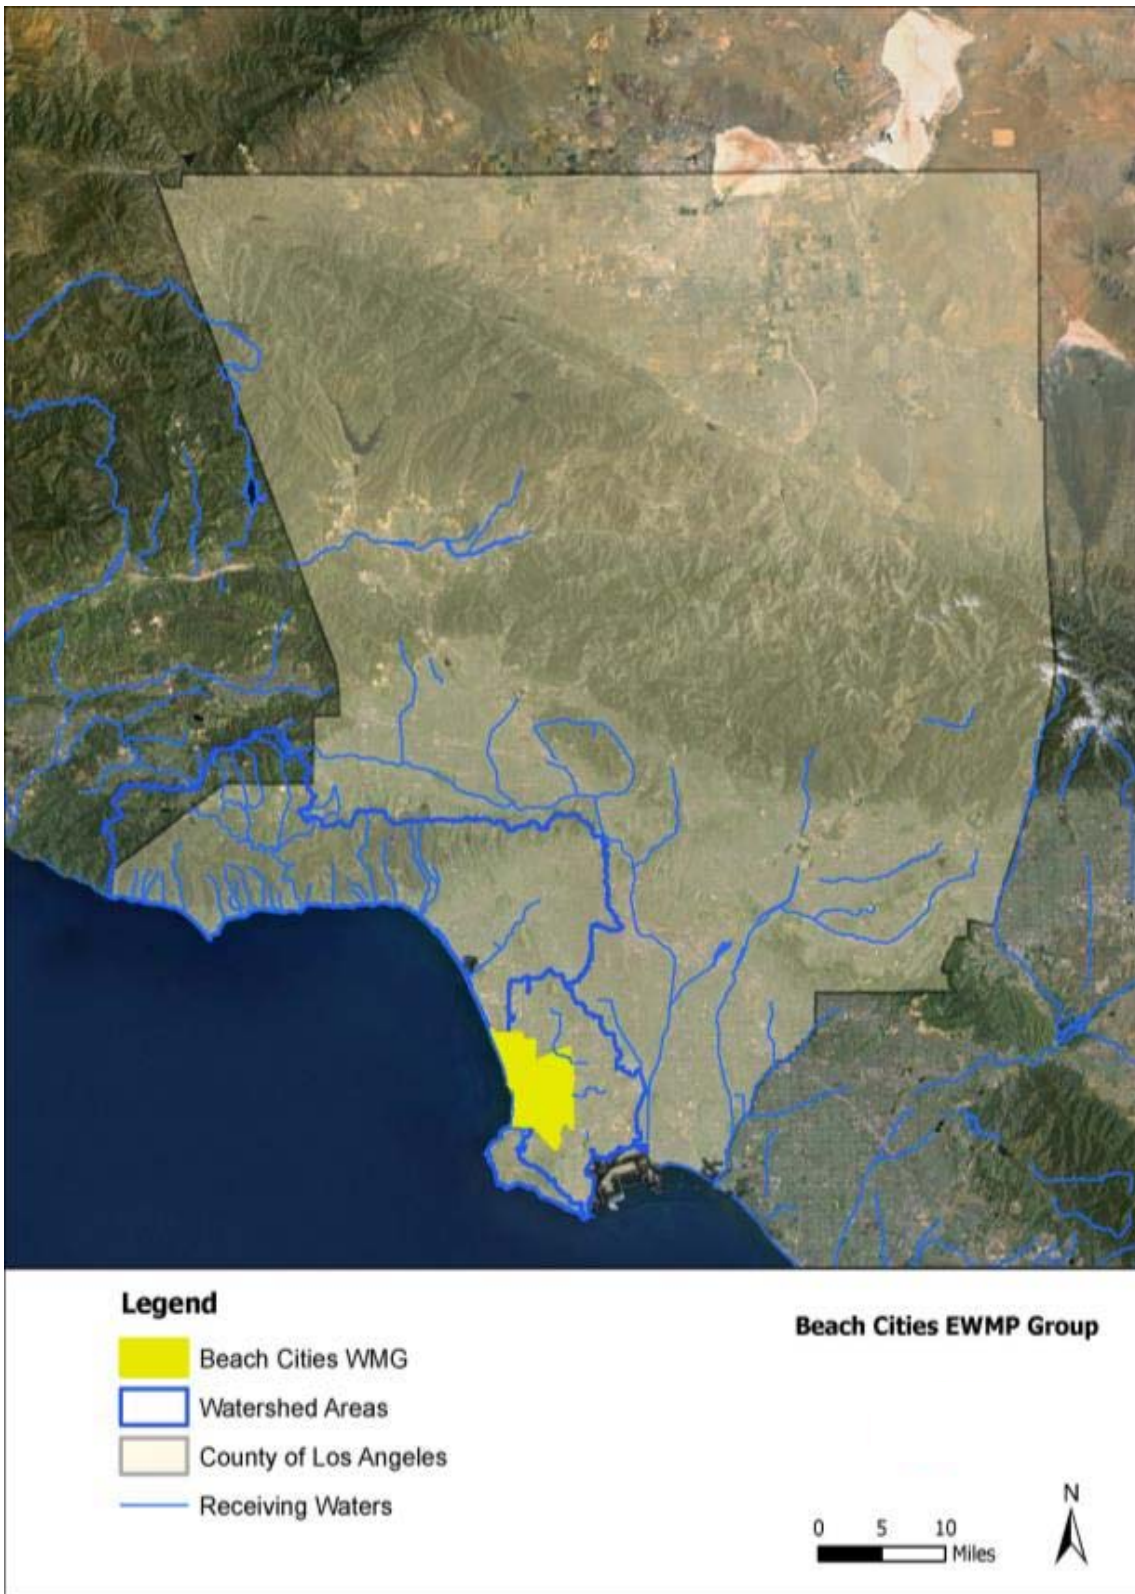 Legend
Beach Cities EWMP Group
Beach Cities WMG
Watershed Areas
County of Los Angeles
Receiving Waters
N
0 5 10
Miles